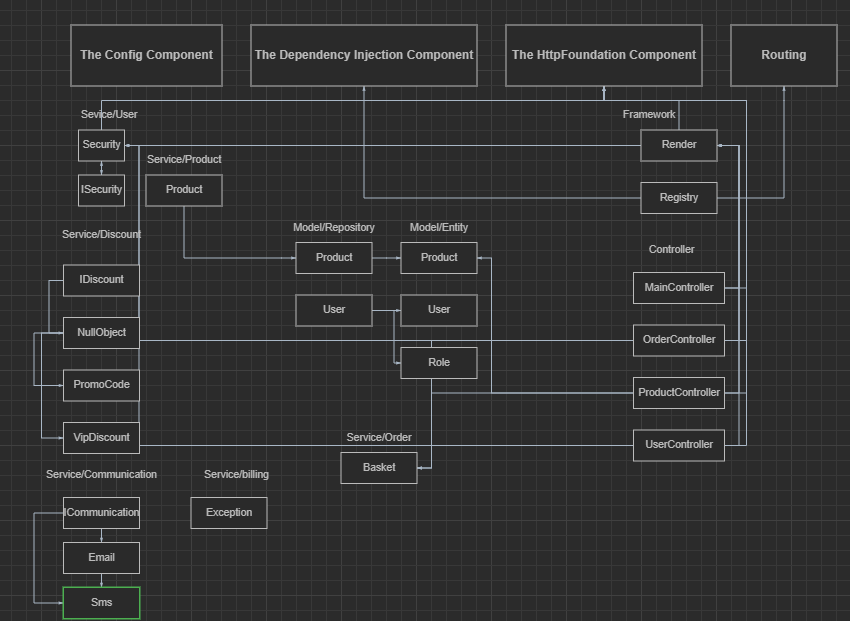 The Config Component
The Dependency Injection Component
The HttpFoundation Component
Routing
Sevice/User
Framework
Security
Render
Service/Product
ISecurity
Product
Registry
Model/Repository
Model/Entity
Service/Discount
Controller
Product
Product
IDiscount
MainController
User
User
NullObject
OrderController
Role
PromoCode
ProductController
Service/Order
VipDiscount
UserController
Basket
Service/Communication
Service/billing
ICommunication
Exception
Email
Sms